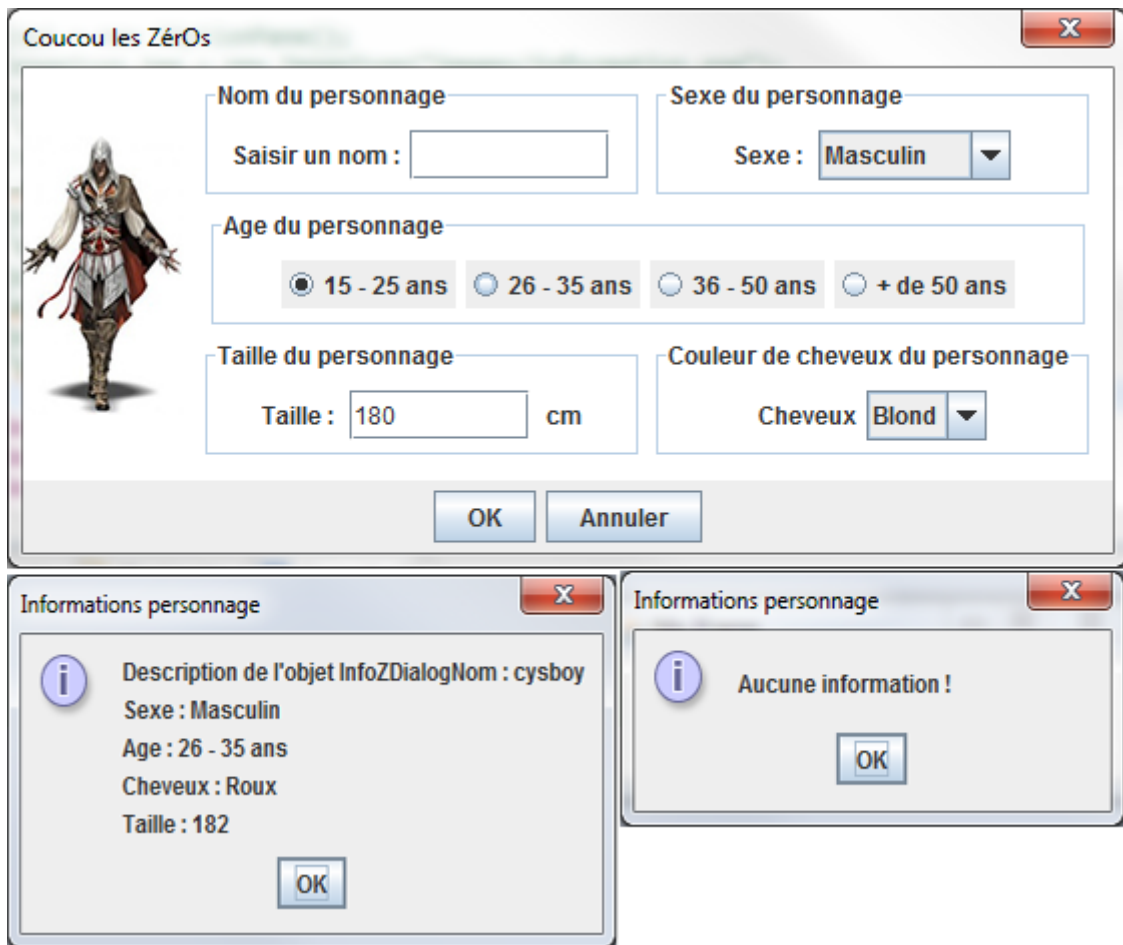 Coucou les ZérOs
Nom du personnage
Sexe du personnage
Saisir un nom :
Sexe : Masculin
Age du personnage
15 - 25 ans 26 - 35 ans 36 - 50 ans + de 50 ans
Taille du personnage
Couleur de cheveux du personnage
Taille : 180 cm
Cheveux Blond
OK Annuler
Informations personnage
Description de l'objet InfoZDialogNom : cysboy
Sexe : Masculin
Age : 26 - 35 ans
Cheveux : Roux
Taille : 182
OK
Informations personnage
Aucune information !
OK